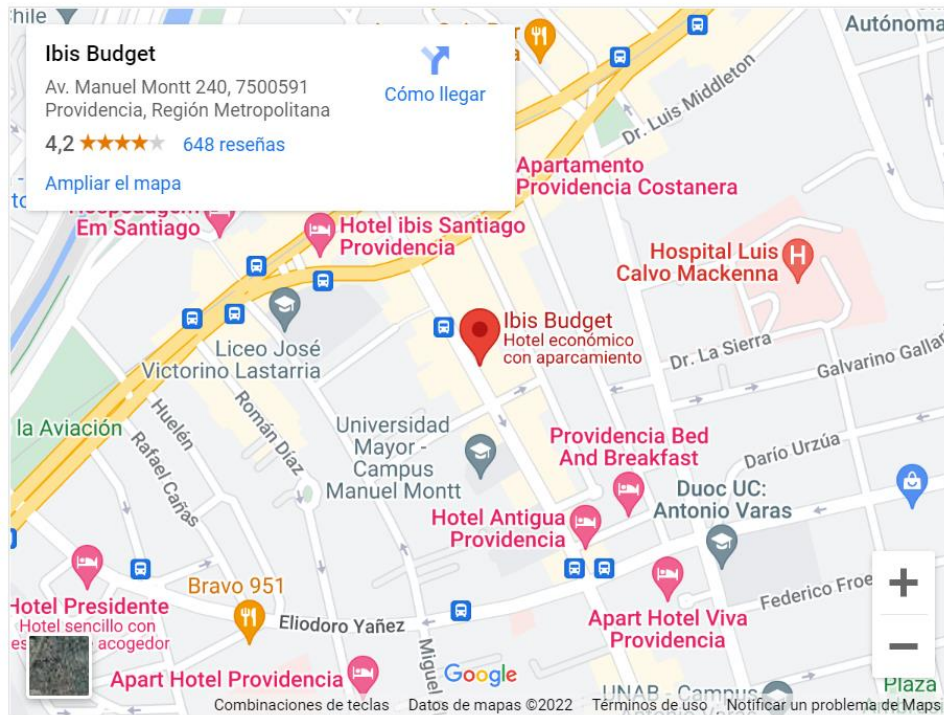 hile
Autónoma
Ibis Budget
Av. Manuel Montt 240, 7500591
Providencia, Región Metropolitana
Cómo llegar
4,2
648 reseñas
Ampliar el mapa
Dr. Luis Middleton
Apartamento
Providencia Costanera
Em Santiago
Hotel ibis Santiago
Providencia
Hospital Luis
Calvo Mackenna
H
Ibis Budget
Hotel económico
con aparcamiento
Liceo José
Victorino Lastarria
Dr. La Sierra
Galvarino Gallar
la Aviación
Huelén
Rafael Cañas
Román Díaz
Universidad
Mayor -
Campus
Manuel Montt
Providencia Bed
And Breakfast
Darío Urzúa
Duoc UC:
Antonio Varas
Hotel Antigua
Providencia
Bravo 951
Hotel Presidente
Hotel sencillo con
acogedor
Eliodoro Yañez
Federico Froe
Apart Hotel Viva
Providencia
+
−
Apart Hotel Providencia
Miguel
Google
UNAB - Campus
Antonio Varas
Plaza
Combinaciones de teclas
Datos de mapas ©2022
Términos de uso
Notificar un problema de Maps